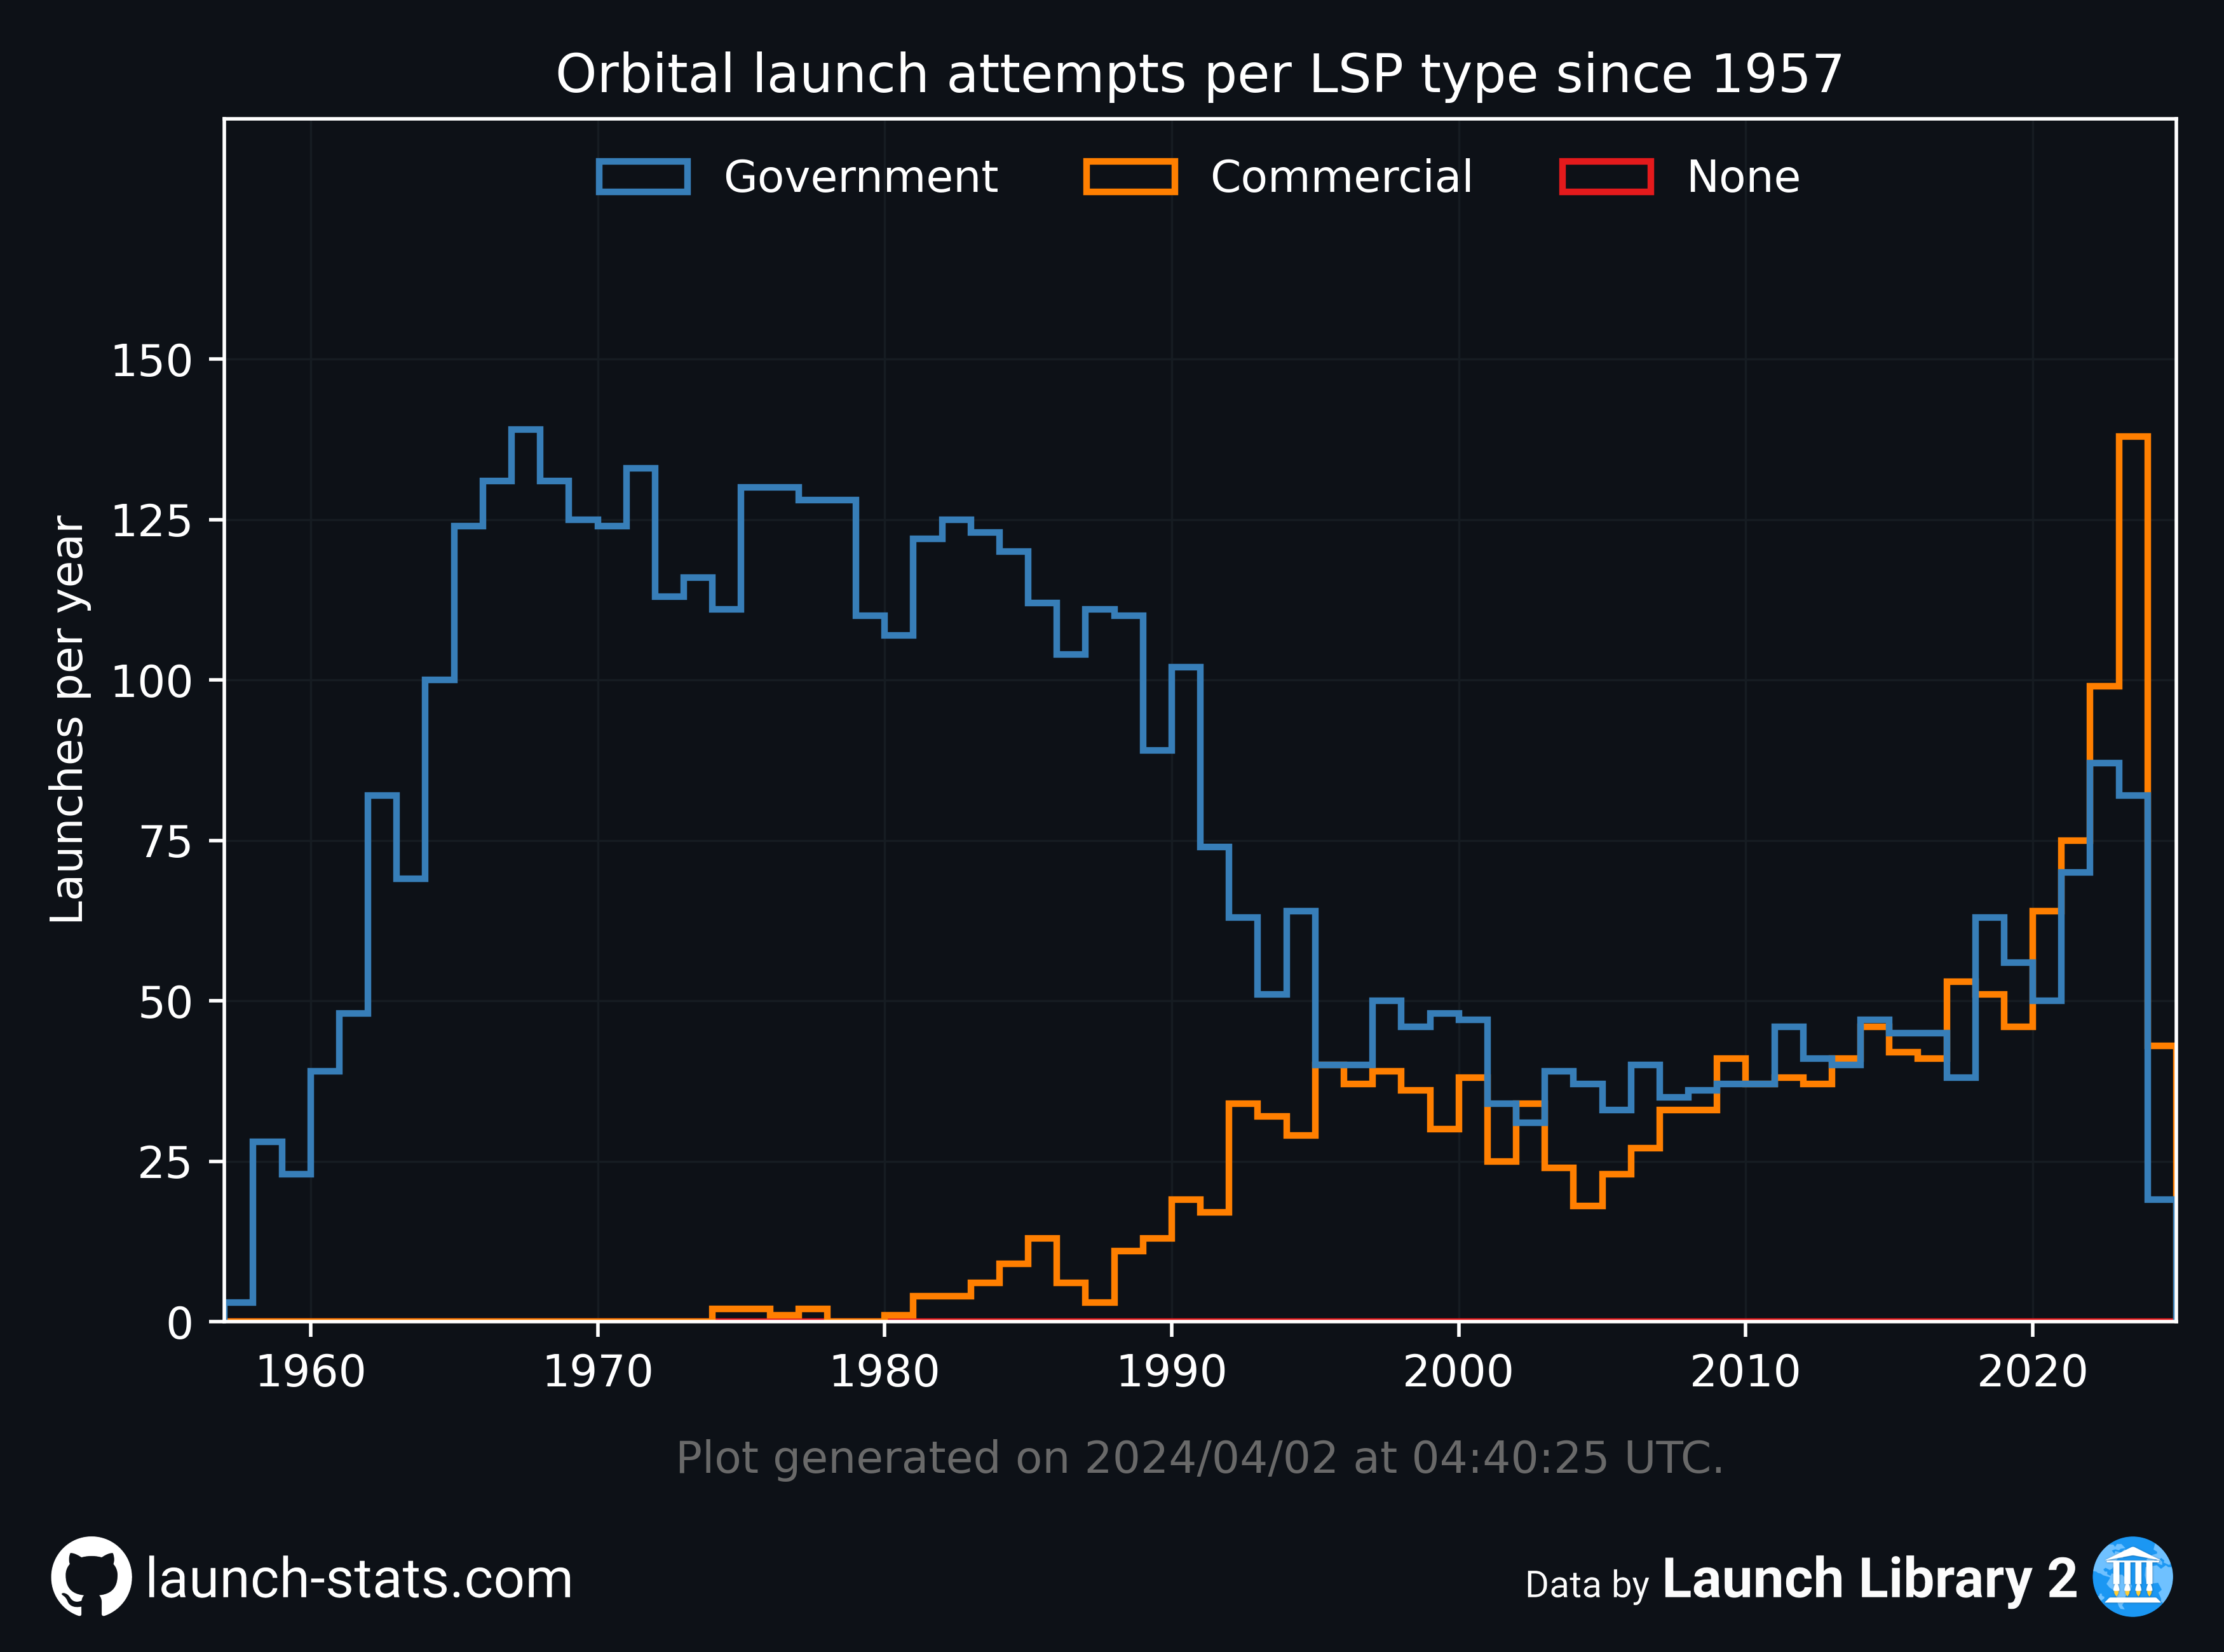 Orbital launch attempts per LSP type since 1957
Government Commercial None
Launches per year
150
125
100
75
50
25
0
1960 1970 1980 1990 2000 2010 2020
Plot generated on 2024/04/02 at 04:40:25 UTC.
launch-stats.com
Data by Launch Library 2